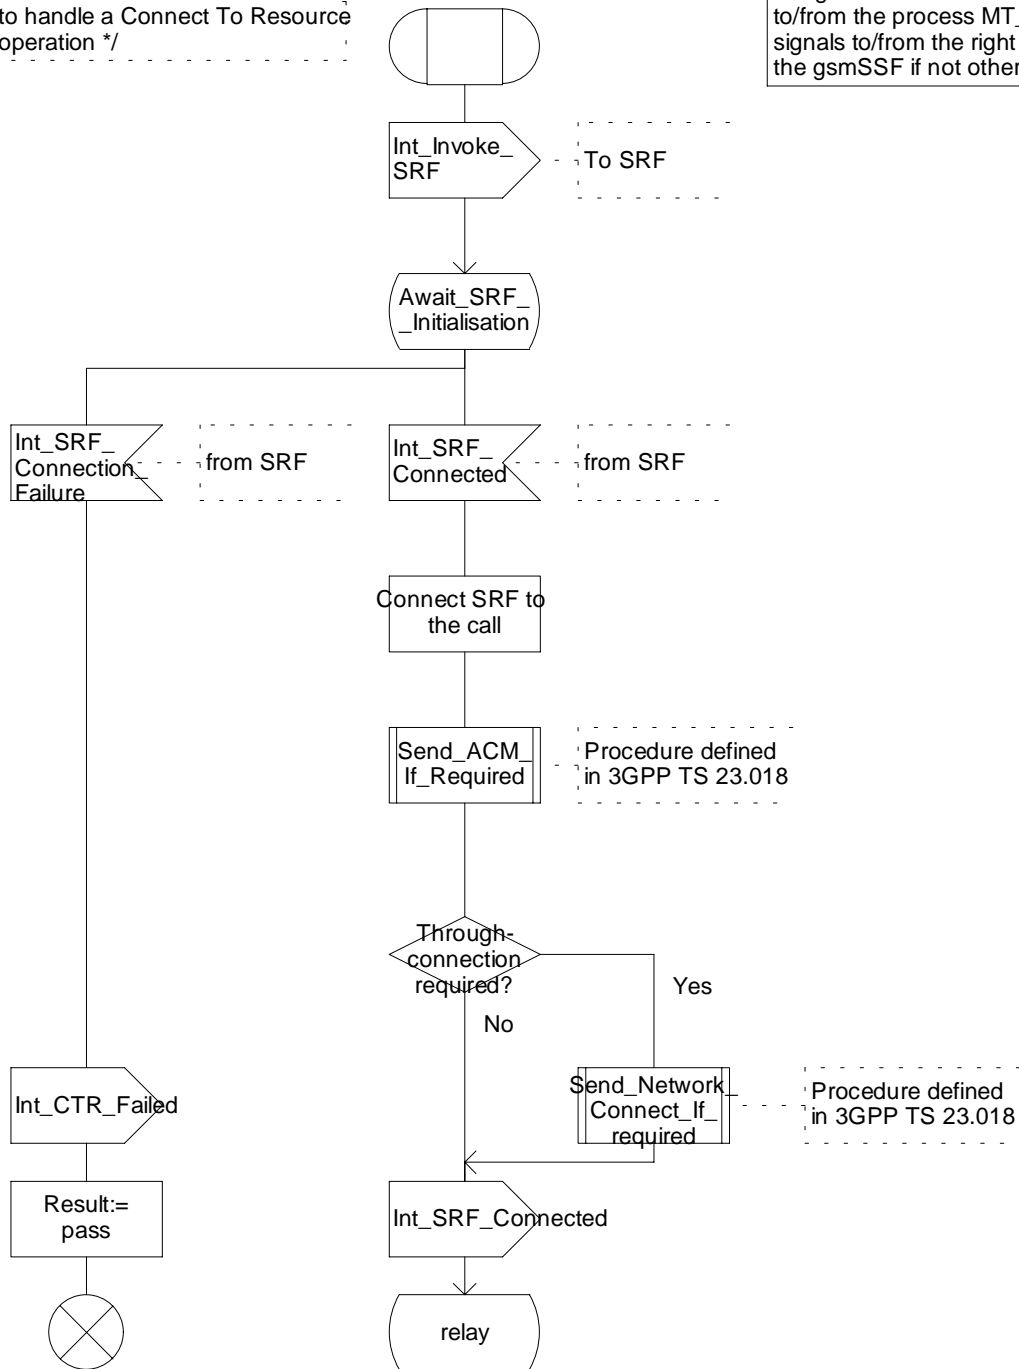 to handle a Connect To Resource
operation */
to/from the process MT_
signals to/from the right
the gsmSSF if not other
Int_Invoke_
SRF
To SRF
Await_SRF_
_Initialisation
Int_SRF_
Connection_
Failure
from SRF
Int_SRF_
Connected
from SRF
Connect SRF to
the call
Send_ACM_
If_Required
Procedure defined
in 3GPP TS 23.018
Through-
connection
required?
Yes
No
Int_CTR_Failed
Send_Network_
Connect_If_
required
Procedure defined
in 3GPP TS 23.018
Result:=
pass
Int_SRF_Connected
relay